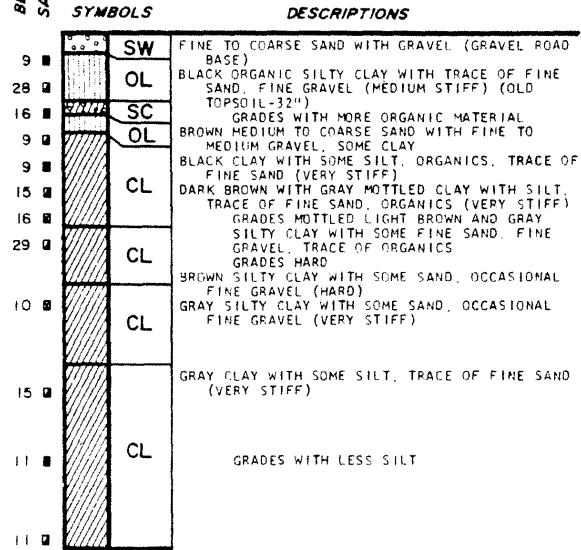 SYMBOLS DESCRIPTIONS
SW FINE TO COARSE SAND WITH GRAVEL (GRAVEL ROAD
BASE)
9
OL BLACK ORGANIC SILTY CLAY WITH TRACE OF FINE
28 SAND, FINE GRAVEL (MEDIUM STIFF) (OLD
TOPSOIL-32")
16 SC GRADES WITH MORE ORGANIC MATERIAL
9 OL BROWN MEDIUM TO COARSE SAND WITH FINE TO
MEDIUM GRAVEL, SOME CLAY
9 BLACK CLAY WITH SOME SILT, ORGANICS, TRACE OF
FINE SAND (VERY STIFF)
15 CL DARK BROWN WITH GRAY MOTTLED CLAY WITH SILT,
TRACE OF FINE SAND, ORGANICS (VERY STIFF)
16 GRADES MOTTLED LIGHT BROWN AND GRAY
SILTY CLAY WITH SOME FINE SAND, FINE
29 GRAVEL, TRACE OF ORGANICS
CL GRADES HARD
BROWN SILTY CLAY WITH SOME SAND, OCCASIONAL
FINE GRAVEL (HARD)
10 GRAY SILTY CLAY WITH SOME SAND, OCCASIONAL
CL FINE GRAVEL (VERY STIFF)
GRAY CLAY WITH SOME SILT, TRACE OF FINE SAND
15 (VERY STIFF)
11 CL GRADES WITH LESS SILT
11